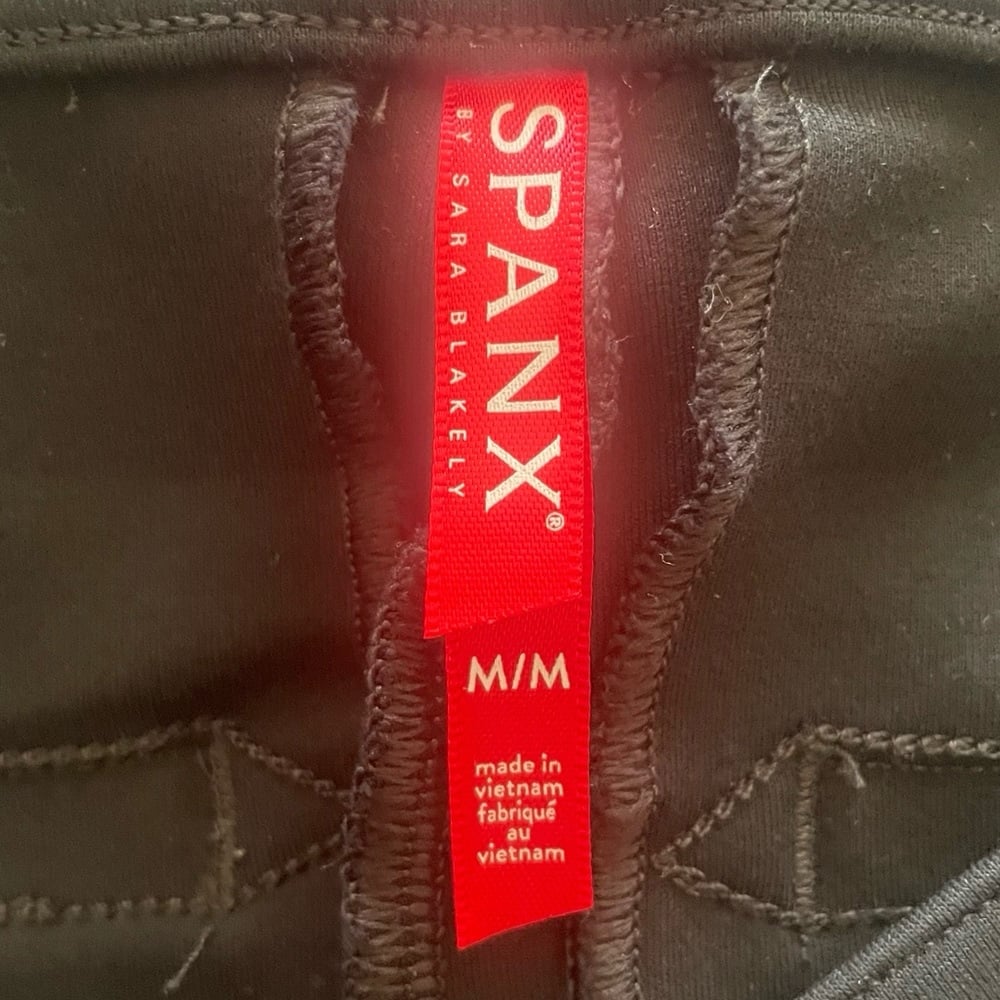 SPANX®
BY SARA BLAKELY
M/M
made in
vietnam
fabriqué
au
vietnam